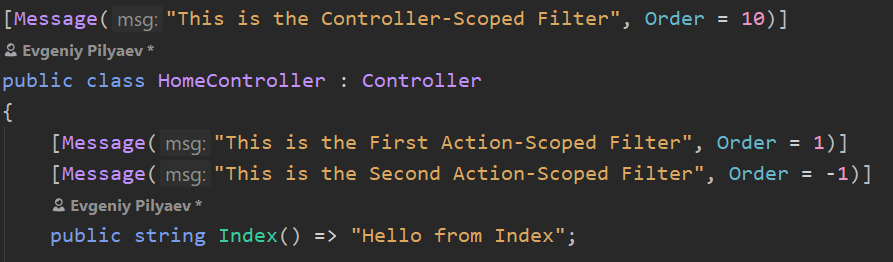 [Message( msg: "This is the Controller-Scoped Filter", Order = 10)]
Evgeniy Pilyaev *
public class HomeController : Controller
{
[Message( msg: "This is the First Action-Scoped Filter", Order = 1)]
[Message( msg: "This is the Second Action-Scoped Filter", Order = -1)]
Evgeniy Pilyaev *
public string Index() => "Hello from Index";